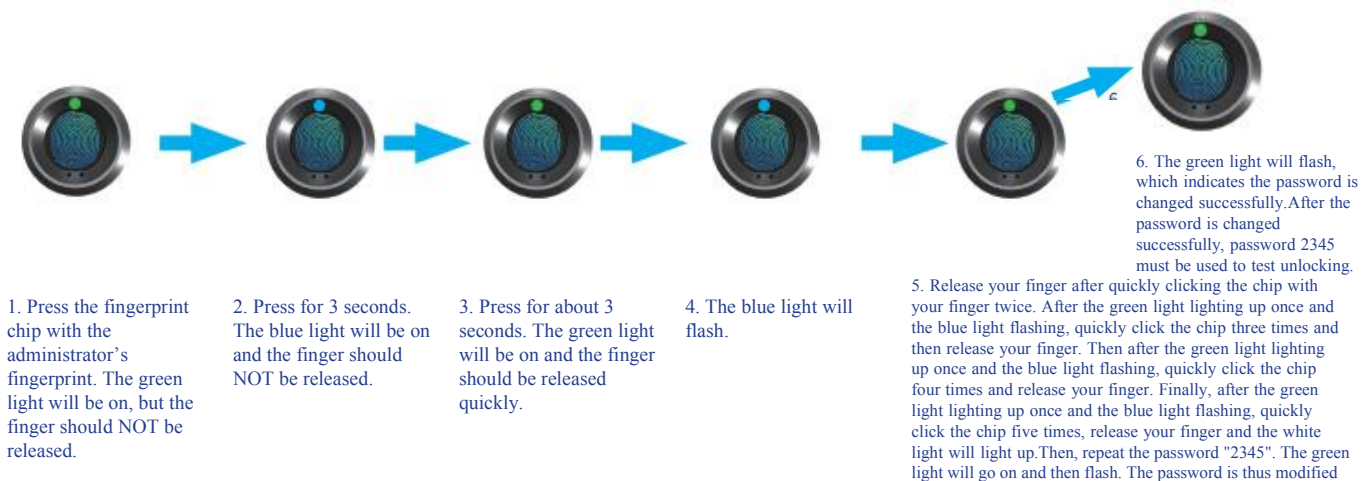 1. Press the fingerprint
chip with the
administrator’s
fingerprint. The green
light will be on, but the
finger should NOT be
released.
2. Press for 3 seconds.
The blue light will be on
and the finger should
NOT be released.
3. Press for about 3
seconds. The green light
will be on and the finger
should be released
quickly.
4. The blue light will
flash.
5. Release your finger after quickly clicking the chip with
your finger twice. After the green light lighting up once and
the blue light flashing, quickly click the chip three times and
then release your finger. Then after the green light lighting
up once and the blue light flashing, quickly click the chip
four times and release your finger. Finally, after the green
light lighting up once and the blue light flashing, quickly
click the chip five times, release your finger and the white
light will light up.Then, repeat the password "2345". The green
light will go on and then flash. The password is thus modified
6. The green light will flash,
which indicates the password is
changed successfully.After the
password is changed
successfully, password 2345
must be used to test unlocking.